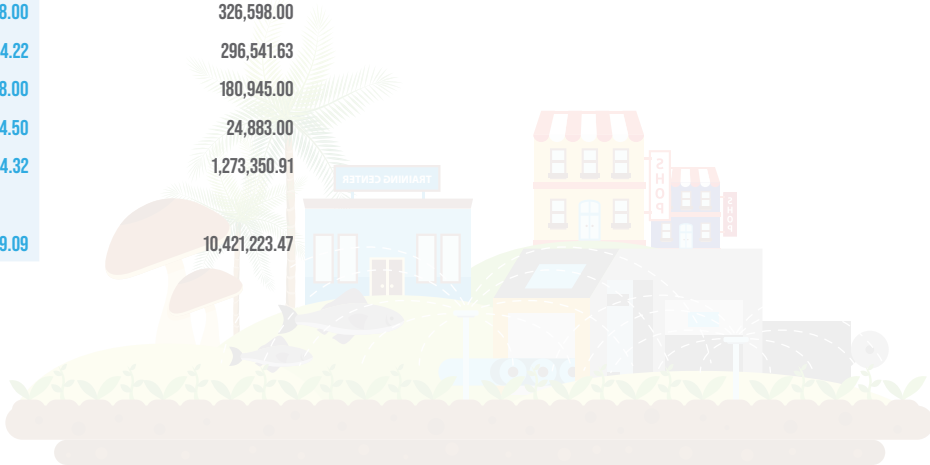 8.00 326,598.00
4.22 296,541.63
8.00 180,945.00
4.50 24,883.00
4.32 1,273,350.91
TRAINING CENTER
SHOP
SHOP
9.09 10,421,223.47